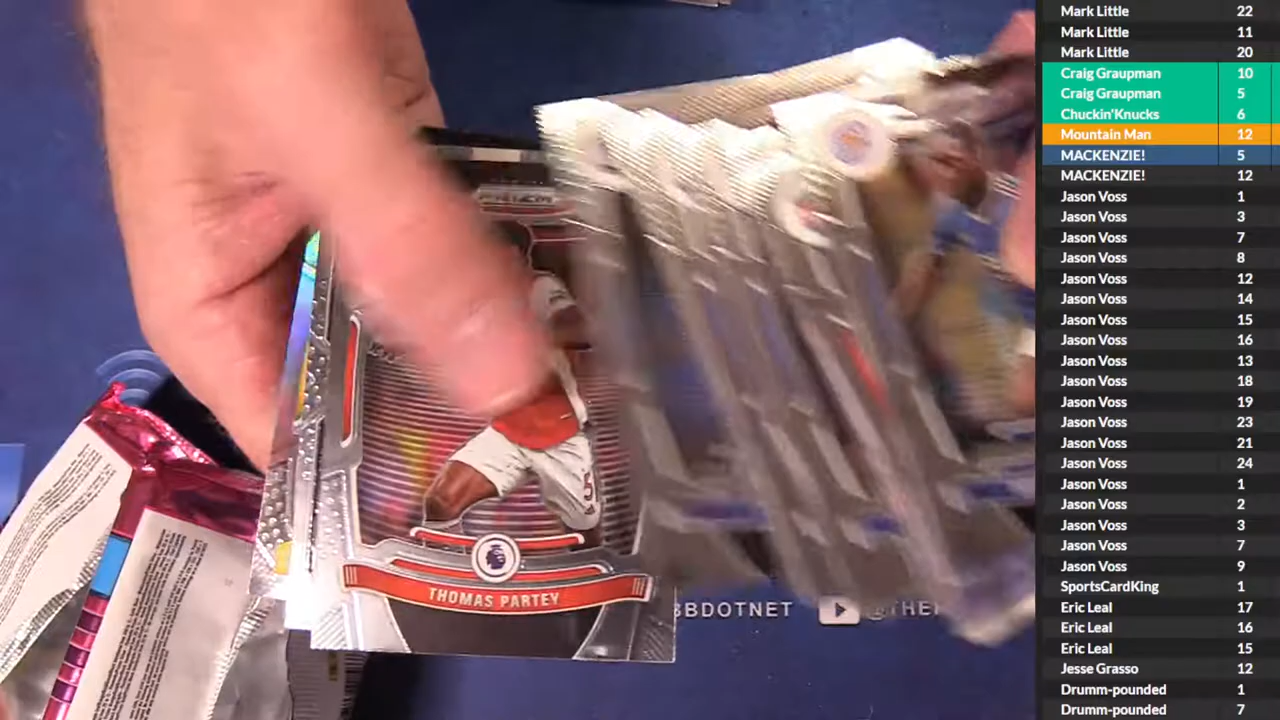 Mark Little 22
Mark Little 11
Mark Little 20
Craig Graupman 10
Craig Graupman 5
Chuckin'Knucks 6
Mountain Man 12
MACKENZIE! 5
MACKENZIE! 12
Jason Voss 1
Jason Voss 3
Jason Voss 7
Jason Voss 8
Jason Voss 12
Jason Voss 14
Jason Voss 15
Jason Voss 16
Jason Voss 13
Jason Voss 18
Jason Voss 19
Jason Voss 23
Jason Voss 21
Jason Voss 24
Jason Voss 1
Jason Voss 2
Jason Voss 3
Jason Voss 7
Jason Voss 9
SportsCardKing 1
Eric Leal 17
Eric Leal 16
Eric Leal 15
Jesse Grasso 12
Drumm-pounded 1
Drumm-pounded 7
5
THOMAS PARTEY
BBDOTNET